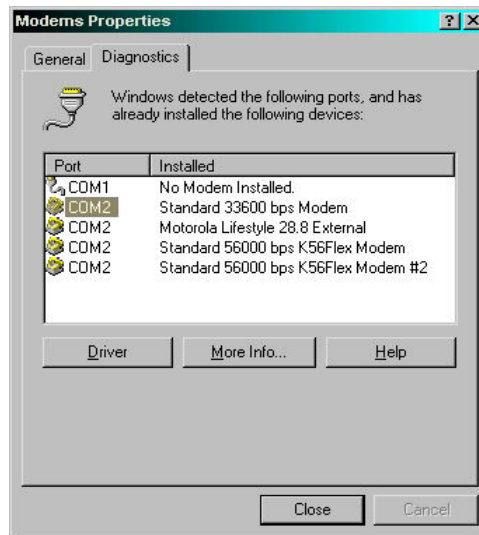 Modems Properties ? X
General Diagnostics
Windows detected the following ports, and has
already installed the following devices:
Port Installed
COM1 No Modem Installed.
COM2 Standard 33600 bps Modem
COM2 Motorola Lifestyle 28.8 External
COM2 Standard 56000 bps K56Flex Modem
COM2 Standard 56000 bps K56Flex Modem #2
Driver More Info... Help
Close Cancel